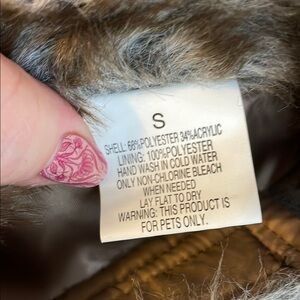 S
SHELL: 66%POLYESTER 34%ACRYLIC
LINING: 100%POLYESTER
HAND WASH IN COLD WATER
ONLY NON-CHLORINE BLEACH
WHEN NEEDED
LAY FLAT TO DRY
WARNING: THIS PRODUCT IS
FOR PETS ONLY.